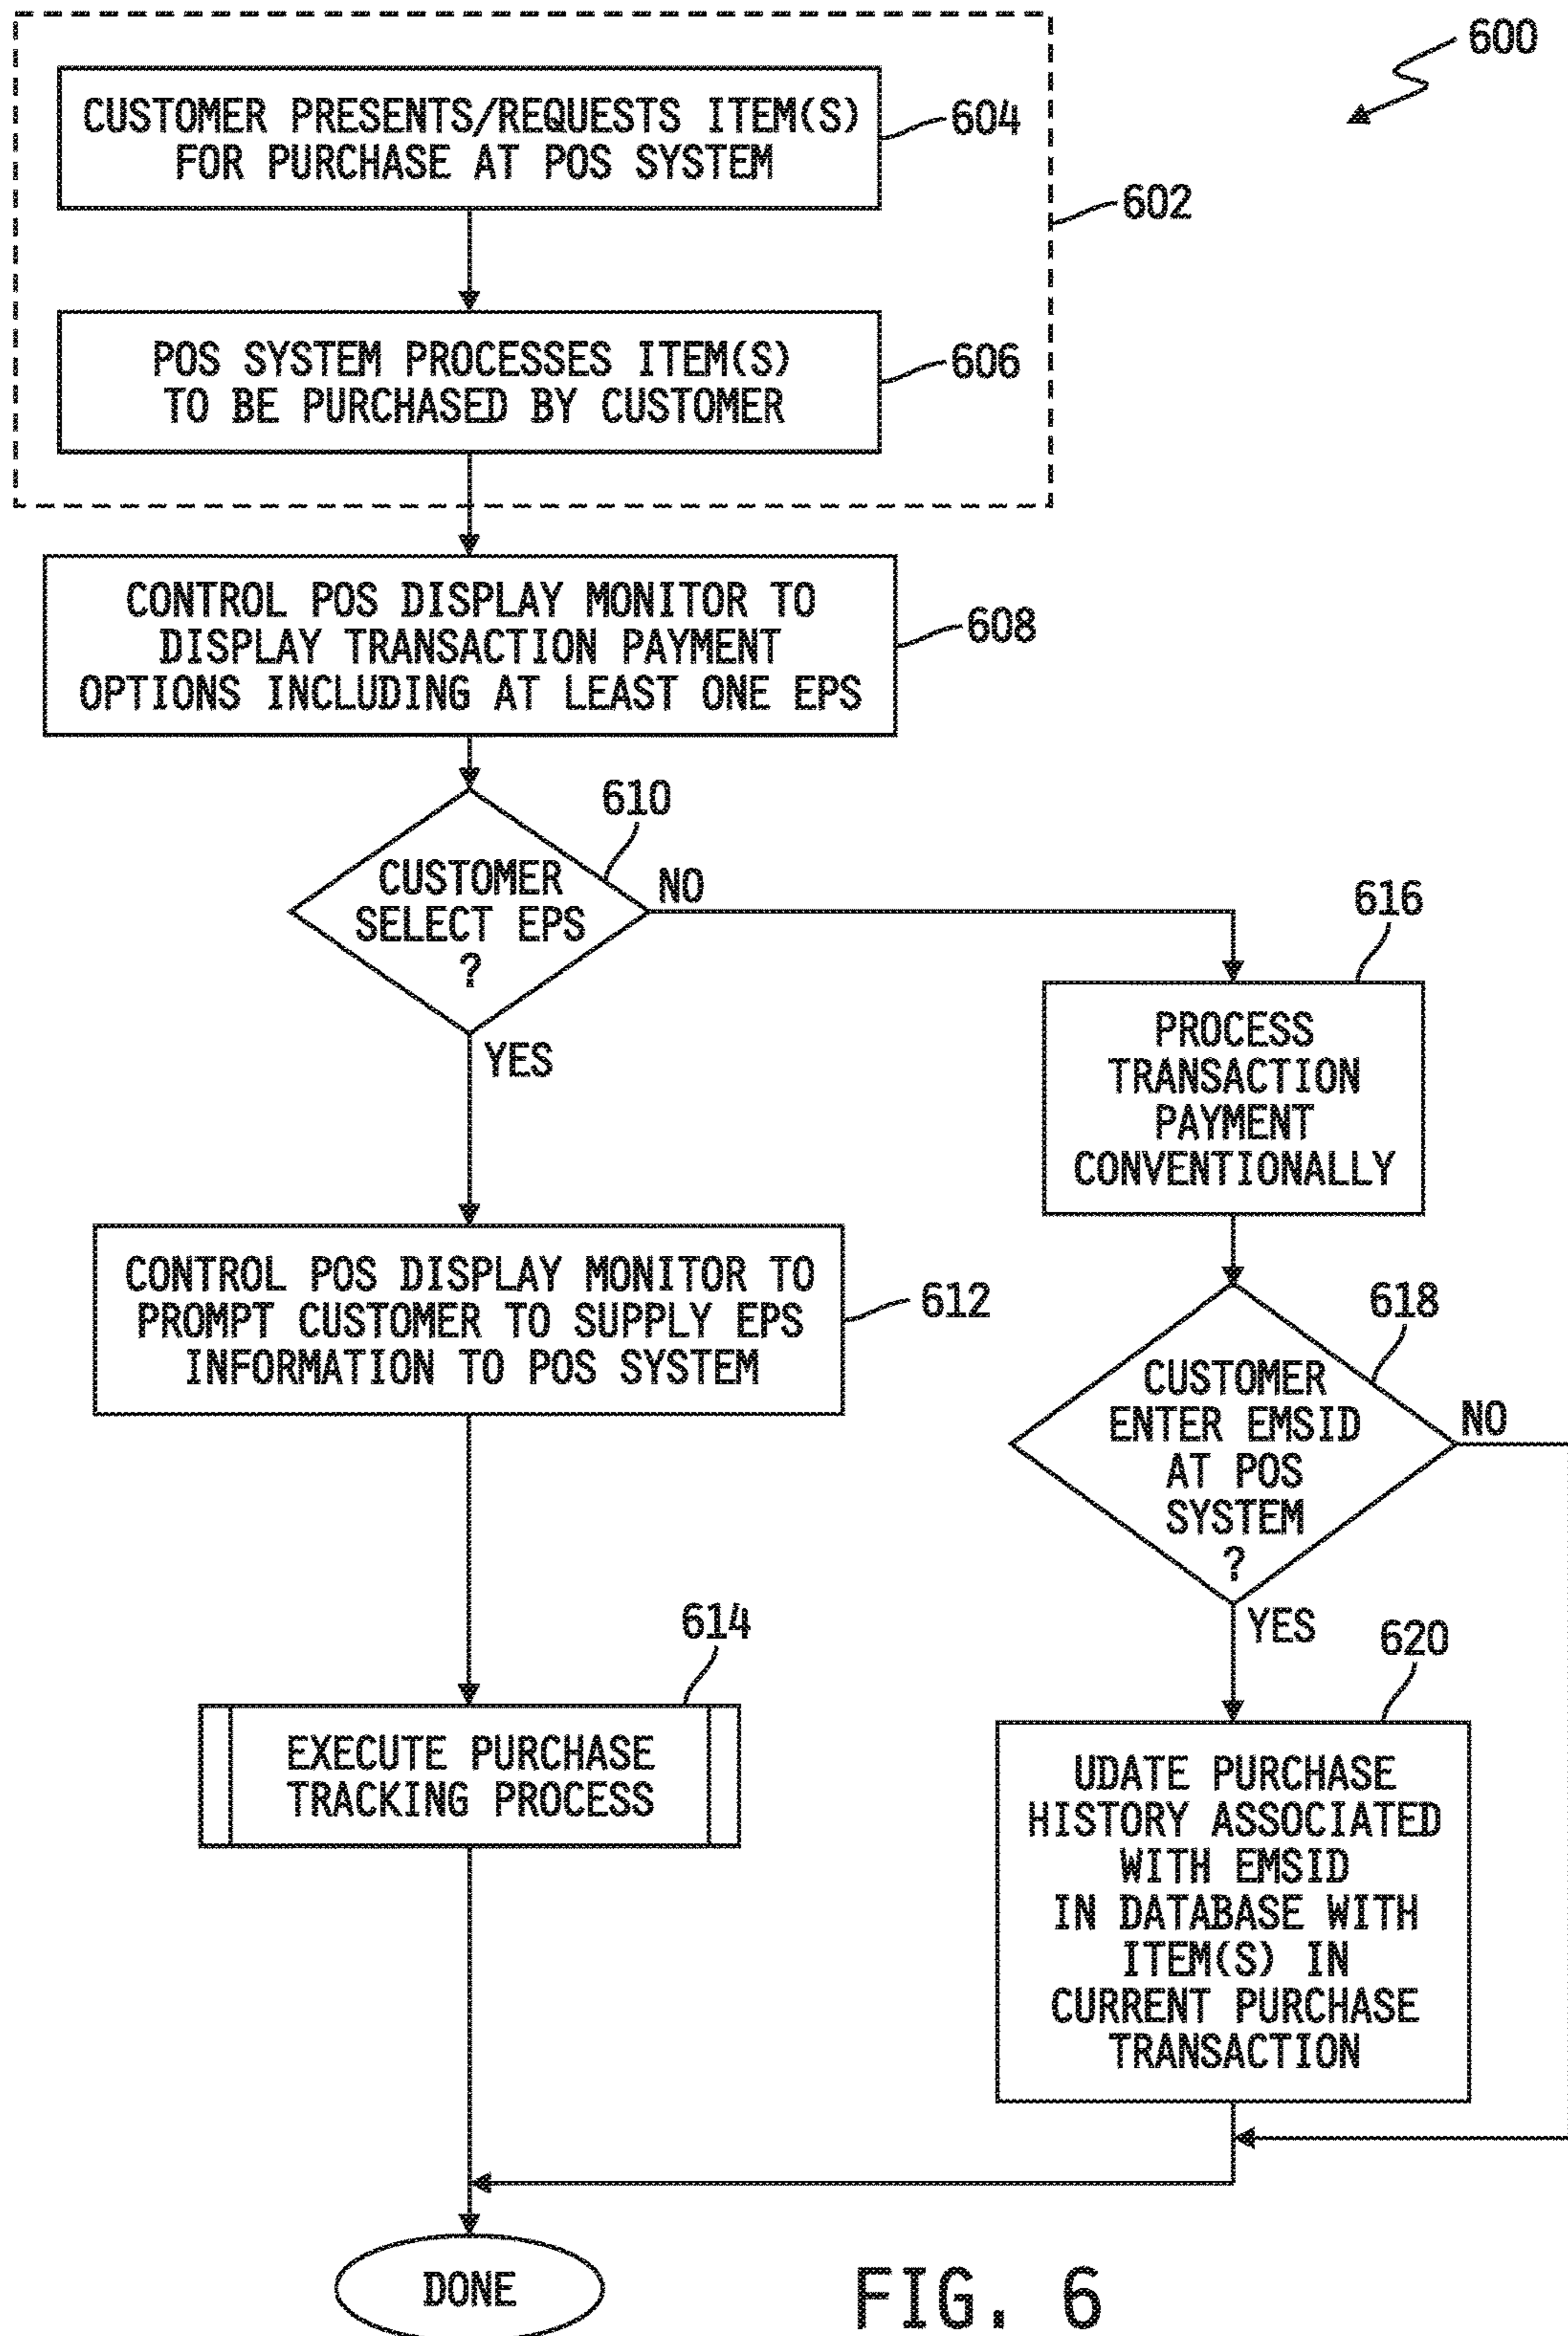 600
CUSTOMER PRESENTS/REQUESTS ITEM(S)
FOR PURCHASE AT POS SYSTEM
604
602
POS SYSTEM PROCESSES ITEM(S)
TO BE PURCHASED BY CUSTOMER
606
CONTROL POS DISPLAY MONITOR TO
DISPLAY TRANSACTION PAYMENT
OPTIONS INCLUDING AT LEAST ONE EPS
608
610
CUSTOMER
SELECT EPS
?
NO
YES
616
PROCESS
TRANSACTION
PAYMENT
CONVENTIONALLY
CONTROL POS DISPLAY MONITOR TO
PROMPT CUSTOMER TO SUPPLY EPS
INFORMATION TO POS SYSTEM
612
618
CUSTOMER
ENTER EMSID
AT POS
SYSTEM
?
NO
YES
614
EXECUTE PURCHASE
TRACKING PROCESS
620
UDATE PURCHASE
HISTORY ASSOCIATED
WITH EMSID
IN DATABASE WITH
ITEM(S) IN
CURRENT PURCHASE
TRANSACTION
DONE
FIG. 6